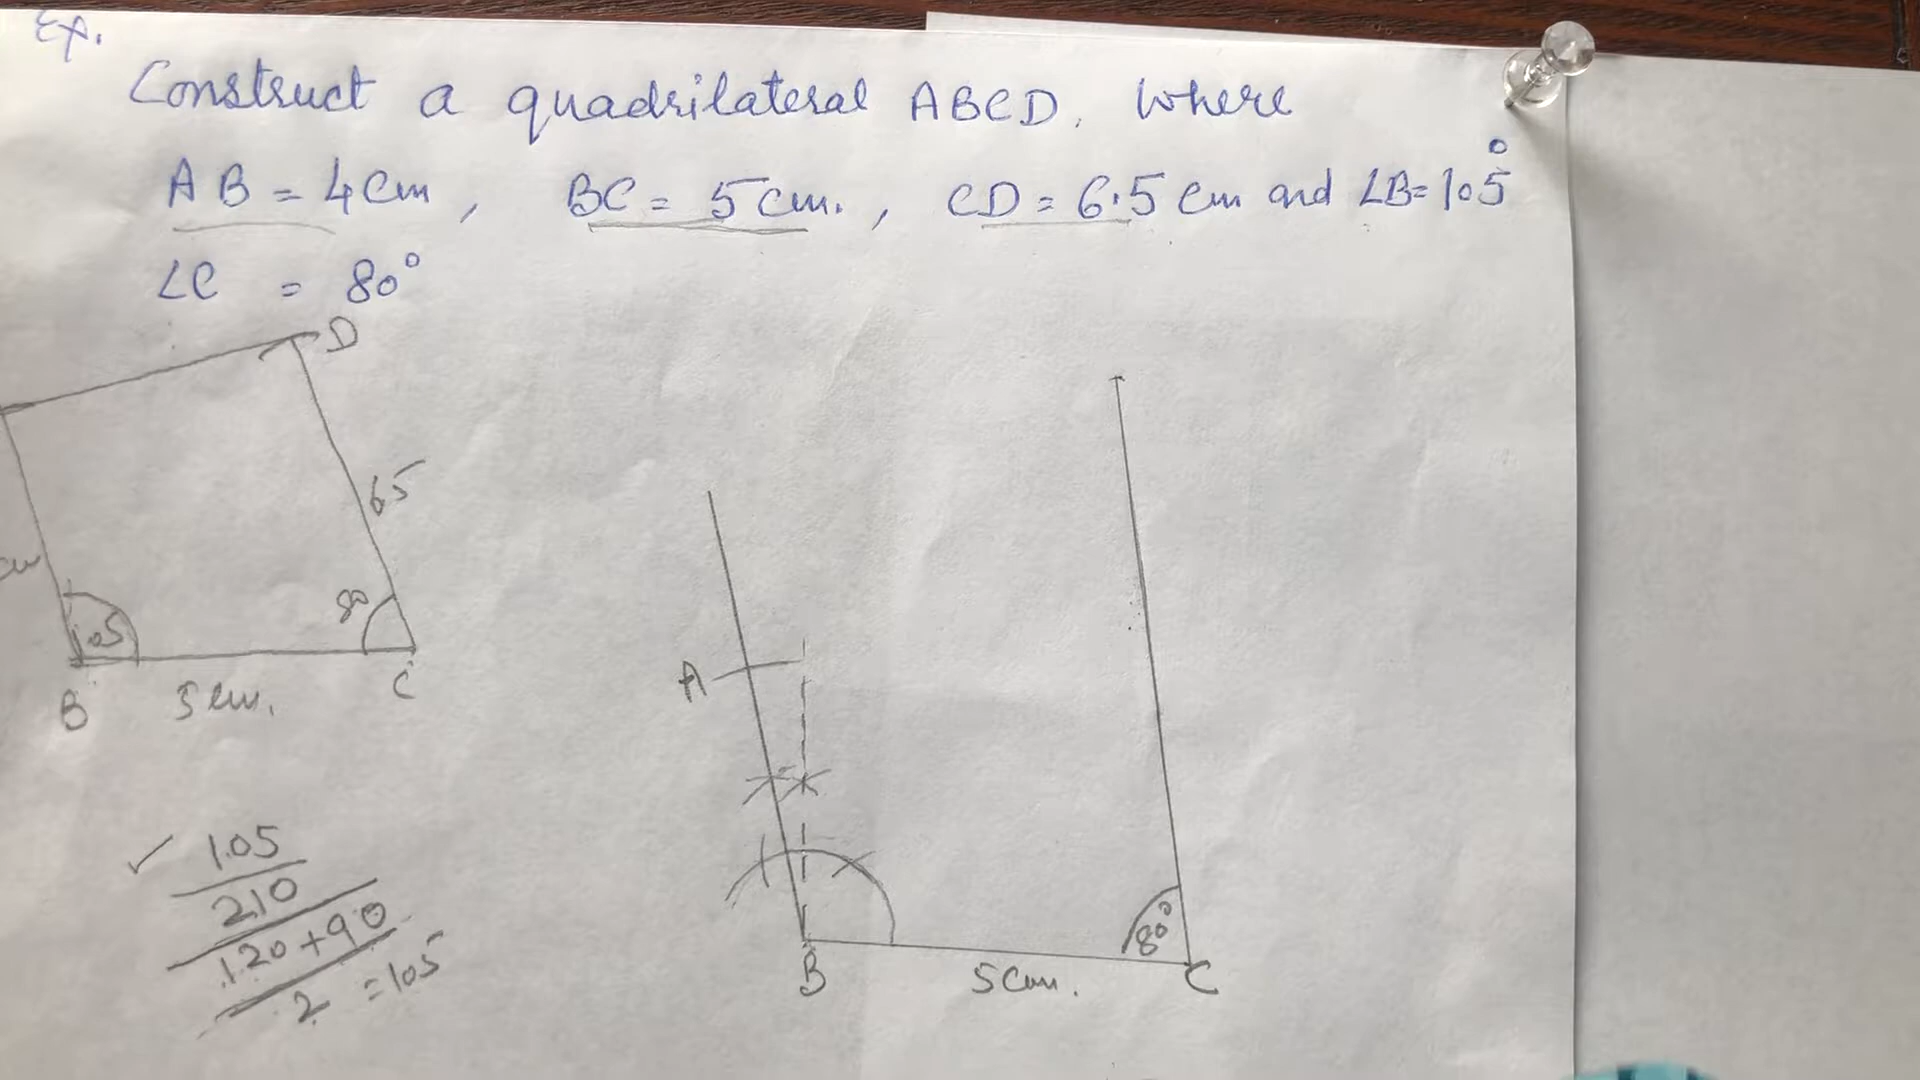 Ex.
Construct a quadrilateral ABCD, where
AB = 4cm, BC = 5cm., CD = 6.5 cm and ∠B=105°
∠C = 80°
D
65
80
105
B 5cm. C
A
105
210
120+90
2 =105
80°
B 5cm. C